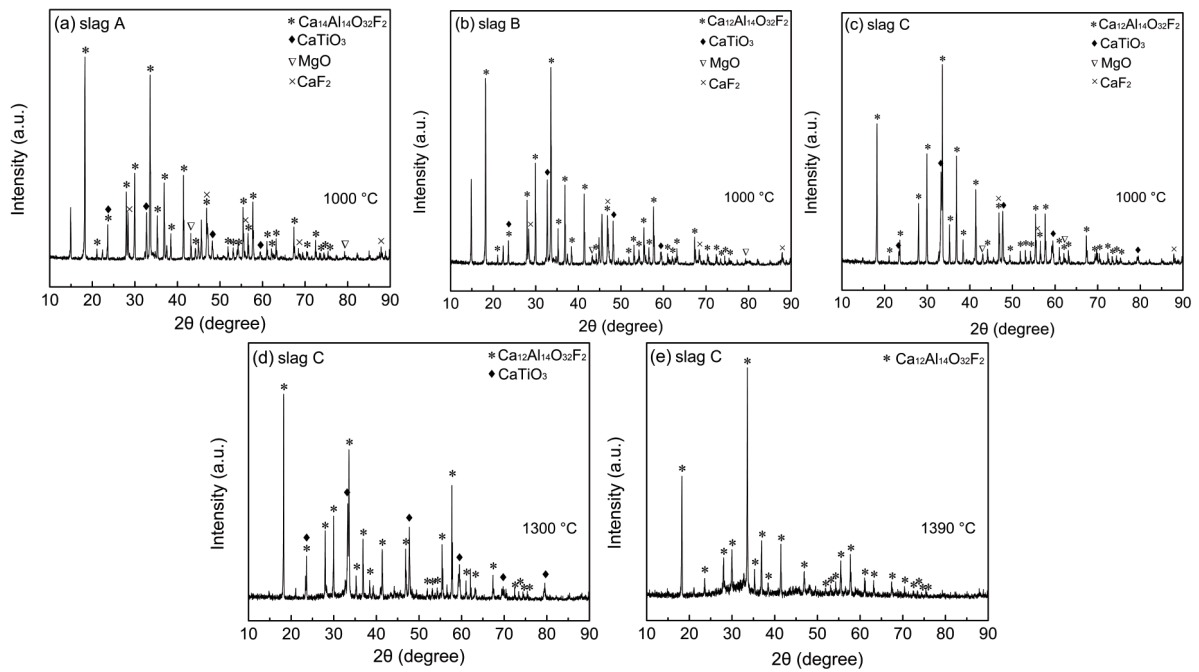 (a) slag A
* Ca₁₄Al₁₄O₃₂F₂
♦ CaTiO₃
▽ MgO
× CaF₂
1000 °C
Intensity (a.u.)
10 20 30 40 50 60 70 80 90
2θ (degree)
(b) slag B
* Ca₁₂Al₁₄O₃₂F₂
♦ CaTiO₃
▽ MgO
× CaF₂
1000 °C
Intensity (a.u.)
10 20 30 40 50 60 70 80 90
2θ (degree)
(c) slag C
* Ca₁₂Al₁₄O₃₂F₂
♦ CaTiO₃
▽ MgO
× CaF₂
1000 °C
Intensity (a.u.)
10 20 30 40 50 60 70 80 90
2θ (degree)
(d) slag C
* Ca₁₂Al₁₄O₃₂F₂
♦ CaTiO₃
1300 °C
Intensity (a.u.)
10 20 30 40 50 60 70 80 90
2θ (degree)
(e) slag C
* Ca₁₂Al₁₄O₃₂F₂
1390 °C
Intensity (a.u.)
10 20 30 40 50 60 70 80 90
2θ (degree)